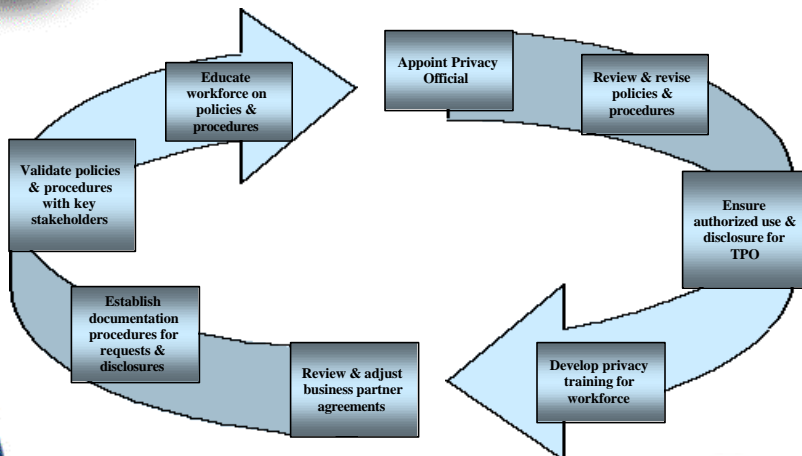 Appoint Privacy
Official
Review & revise
policies &
procedures
Ensure
authorized use &
disclosure for
TPO
Develop privacy
training for
workforce
Review & adjust
business partner
agreements
Establish
documentation
procedures for
requests &
disclosures
Validate policies
& procedures
with key
stakeholders
Educate
workforce on
policies &
procedures